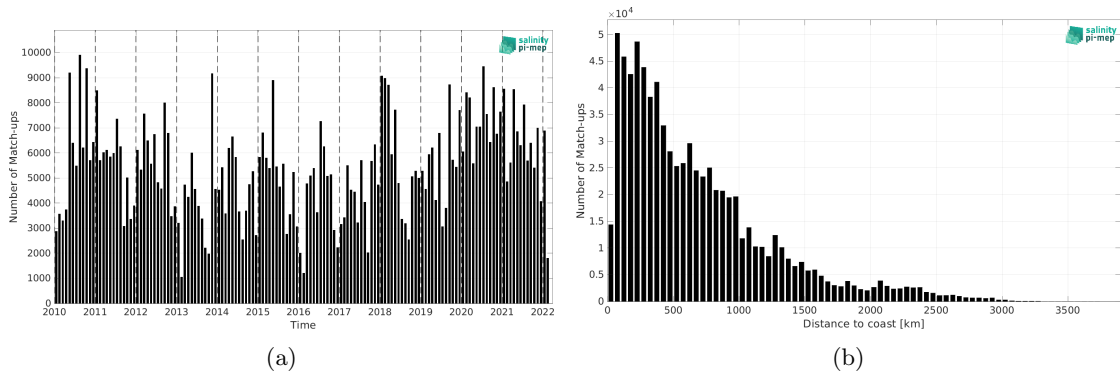 salinity
pi-mep
10000
9000
8000
7000
6000
5000
4000
3000
2000
1000
0
Number of Match-ups
2010 2011 2012 2013 2014 2015 2016 2017 2018 2019 2020 2021 2022
Time
(a)
×10⁴
salinity
pi-mep
5
4.5
4
3.5
3
2.5
2
1.5
1
0.5
0
Number of Match-ups
0 500 1000 1500 2000 2500 3000 3500
Distance to coast [km]
(b)